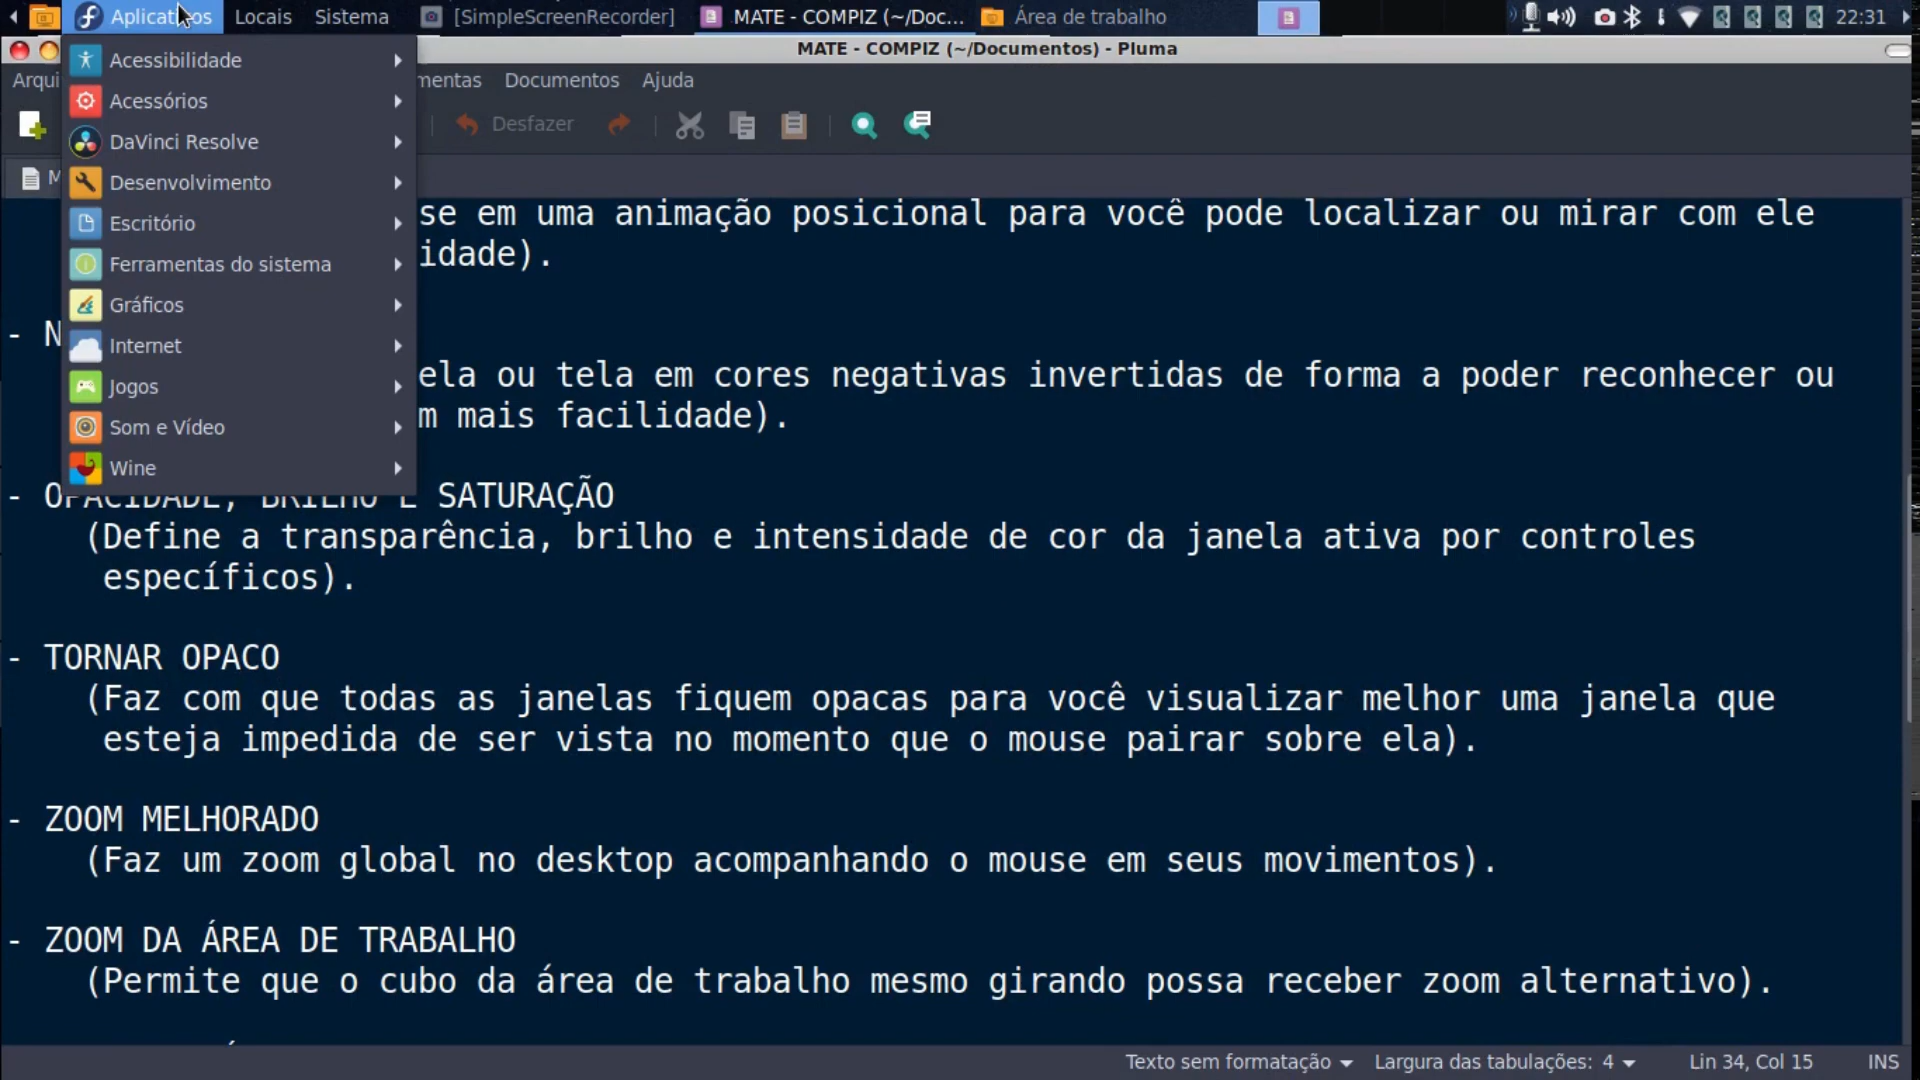 Aplicativos Locais Sistema [SimpleScreenRecorder] MATE - COMPIZ (~/Doc... Área de trabalho 22:31
MATE - COMPIZ (~/Documentos) - Pluma
Arqui mentas Documentos Ajuda
Desfazer
M
Acessibilidade
Acessórios
DaVinci Resolve
Desenvolvimento
Escritório
Ferramentas do sistema
Gráficos
Internet
Jogos
Som e Vídeo
Wine
se em uma animação posicional para você pode localizar ou mirar com ele
idade).
- N
ela ou tela em cores negativas invertidas de forma a poder reconhecer ou
m mais facilidade).
- OPACIDADE, BRILHO E SATURAÇÃO
(Define a transparência, brilho e intensidade de cor da janela ativa por controles
específicos).
- TORNAR OPACO
(Faz com que todas as janelas fiquem opacas para você visualizar melhor uma janela que
esteja impedida de ser vista no momento que o mouse pairar sobre ela).
- ZOOM MELHORADO
(Faz um zoom global no desktop acompanhando o mouse em seus movimentos).
- ZOOM DA ÁREA DE TRABALHO
(Permite que o cubo da área de trabalho mesmo girando possa receber zoom alternativo).
Texto sem formatação Largura das tabulações: 4 Lin 34, Col 15 INS